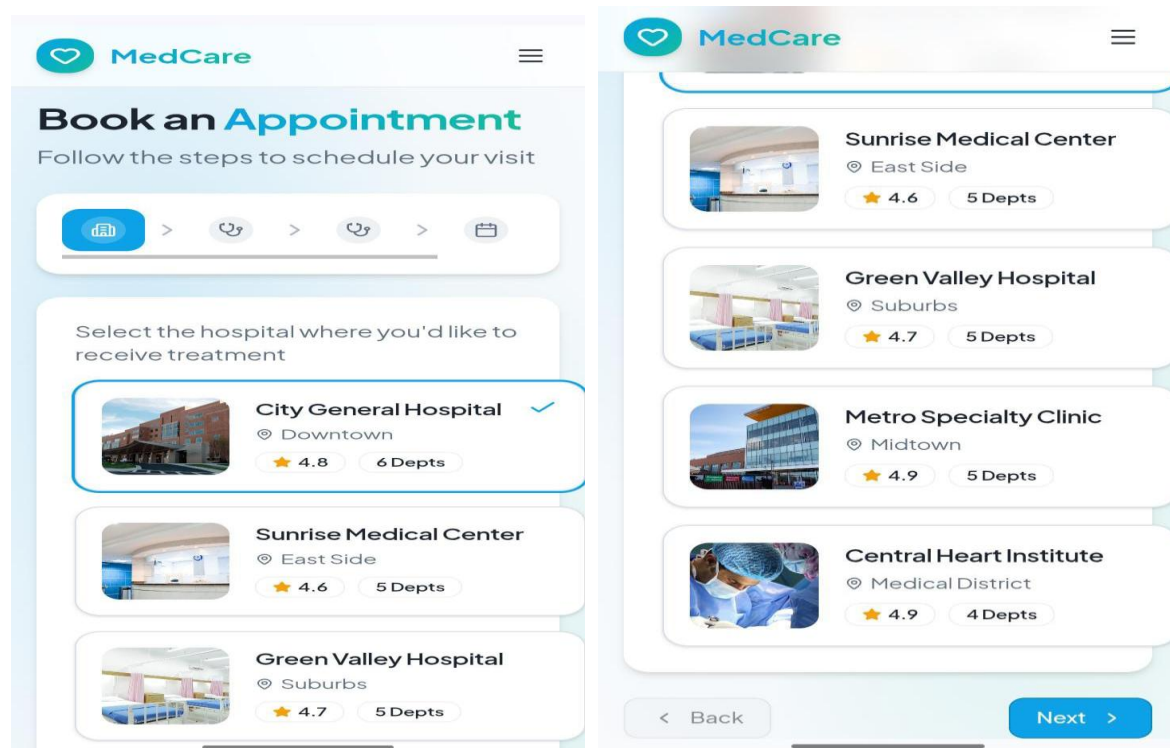 MedCare
Book an Appointment
Follow the steps to schedule your visit
Select the hospital where you'd like to
receive treatment
City General Hospital
Downtown
4.8 6 Depts
Sunrise Medical Center
East Side
4.6 5 Depts
Green Valley Hospital
Suburbs
4.7 5 Depts
MedCare
Sunrise Medical Center
East Side
4.6 5 Depts
Green Valley Hospital
Suburbs
4.7 5 Depts
Metro Specialty Clinic
Midtown
4.9 5 Depts
Central Heart Institute
Medical District
4.9 4 Depts
< Back Next >